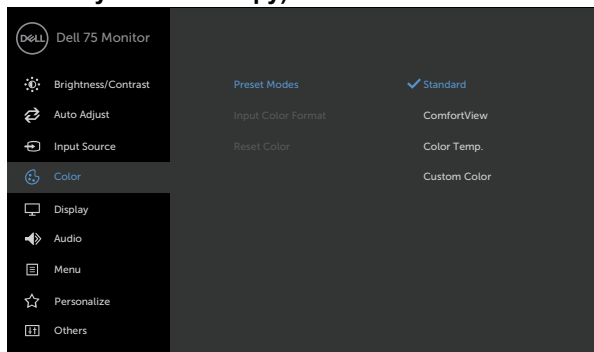 DELL Dell 75 Monitor
Brightness/Contrast
Auto Adjust
Input Source
Color
Display
Audio
Menu
Personalize
Others
Preset Modes
Input Color Format
Reset Color
Standard
ComfortView
Color Temp.
Custom Color